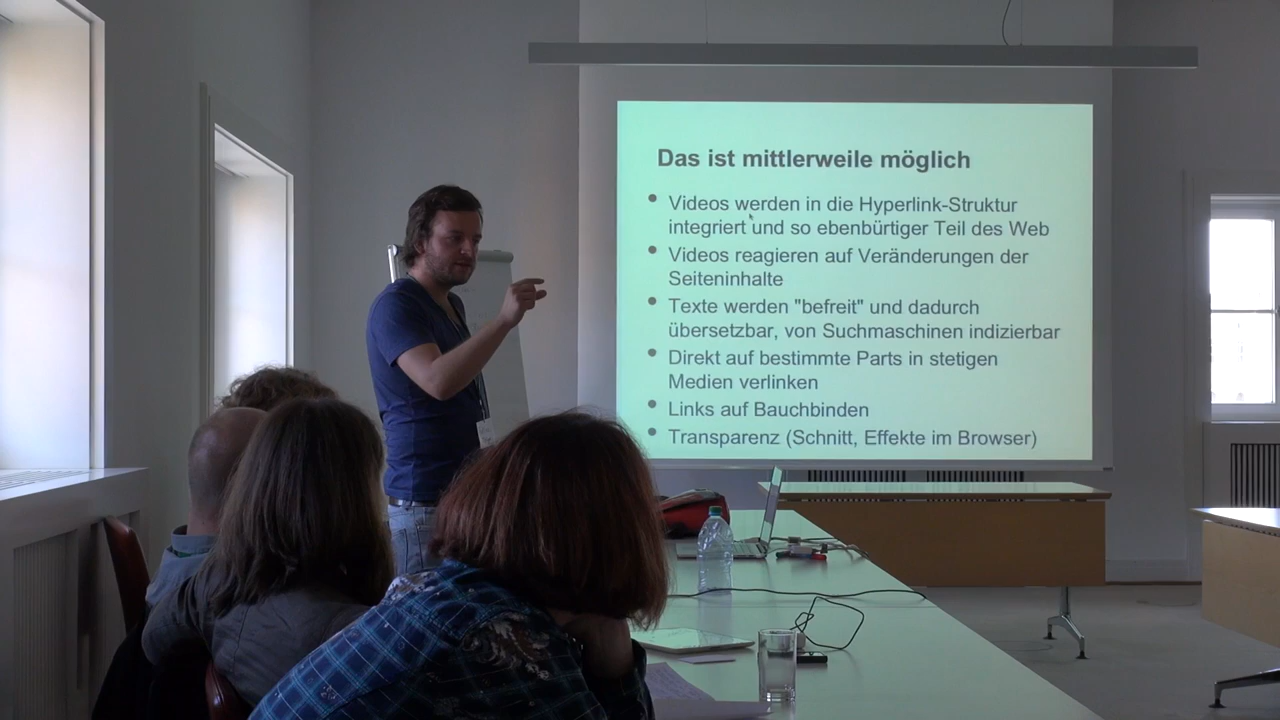 Das ist mittlerweile möglich
• Videos werden in die Hyperlink-Struktur
integriert und so ebenbürtiger Teil des Web
• Videos reagieren auf Veränderungen der
Seiteninhalte
• Texte werden "befreit" und dadurch
übersetzbar, von Suchmaschinen indizierbar
• Direkt auf bestimmte Parts in stetigen
Medien verlinken
• Links auf Bauchbinden
• Transparenz (Schnitt, Effekte im Browser)